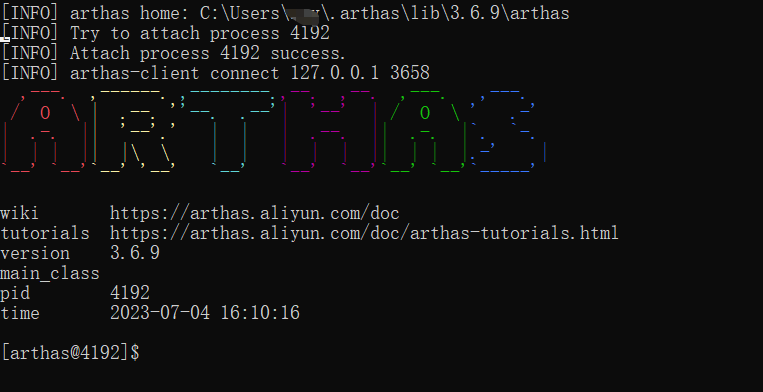 [INFO] arthas home: C:\Users\ \.arthas\lib\3.6.9\arthas
[INFO] Try to attach process 4192
[INFO] Attach process 4192 success.
[INFO] arthas-client connect 127.0.0.1 3658
ARTHAS
wiki https://arthas.aliyun.com/doc
tutorials https://arthas.aliyun.com/doc/arthas-tutorials.html
version 3.6.9
main_class
pid 4192
time 2023-07-04 16:10:16
[arthas@4192]$